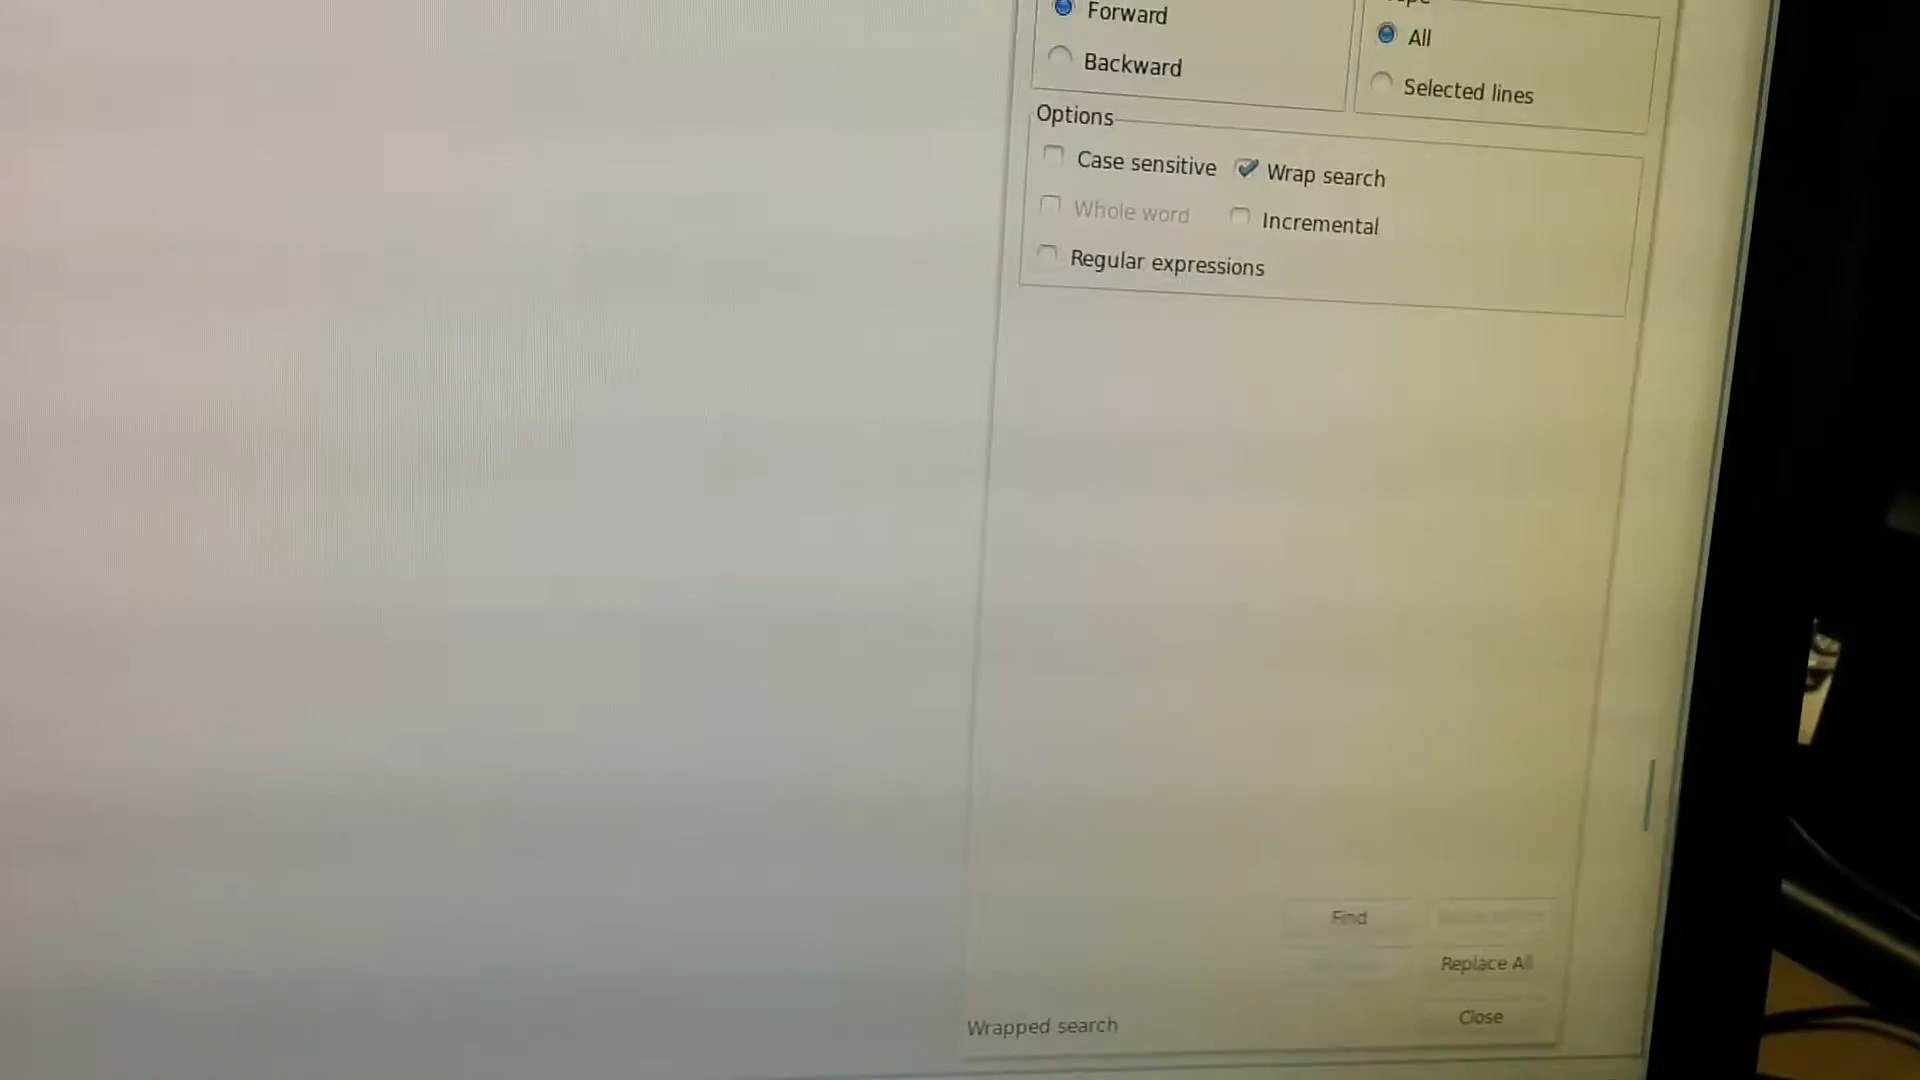 Forward
All
Backward
Selected lines
Options
Case sensitive
Wrap search
Whole word
Incremental
Regular expressions
Find
Replace All
Close
Wrapped search